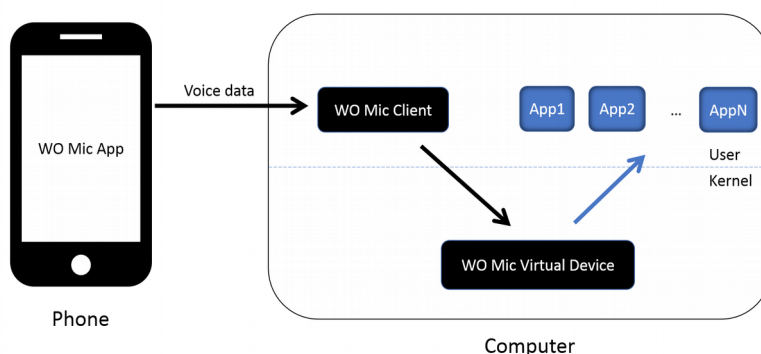 WO Mic App
Phone
Voice data
WO Mic Client
App1
App2
...
AppN
User
Kernel
WO Mic Virtual Device
Computer